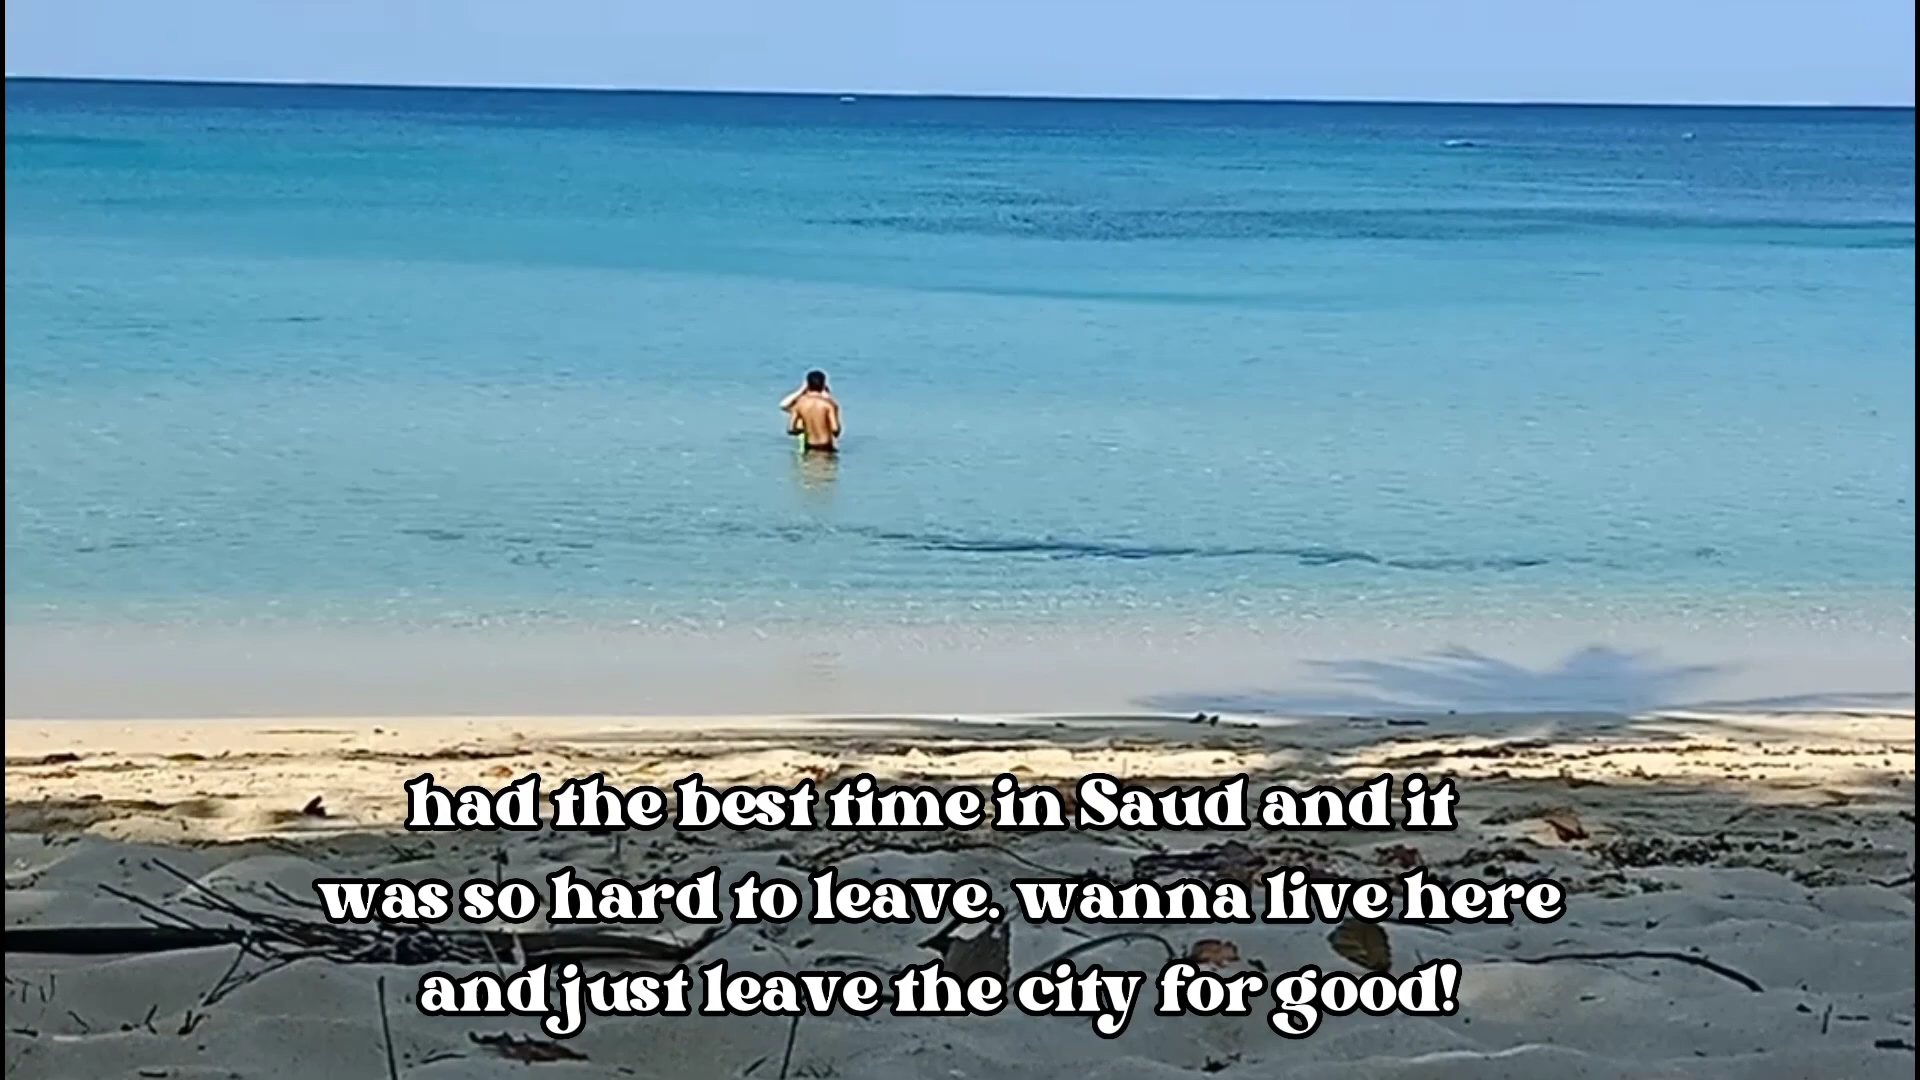 had the best time in Saud and it
was so hard to leave. wanna live here
and just leave the city for good!